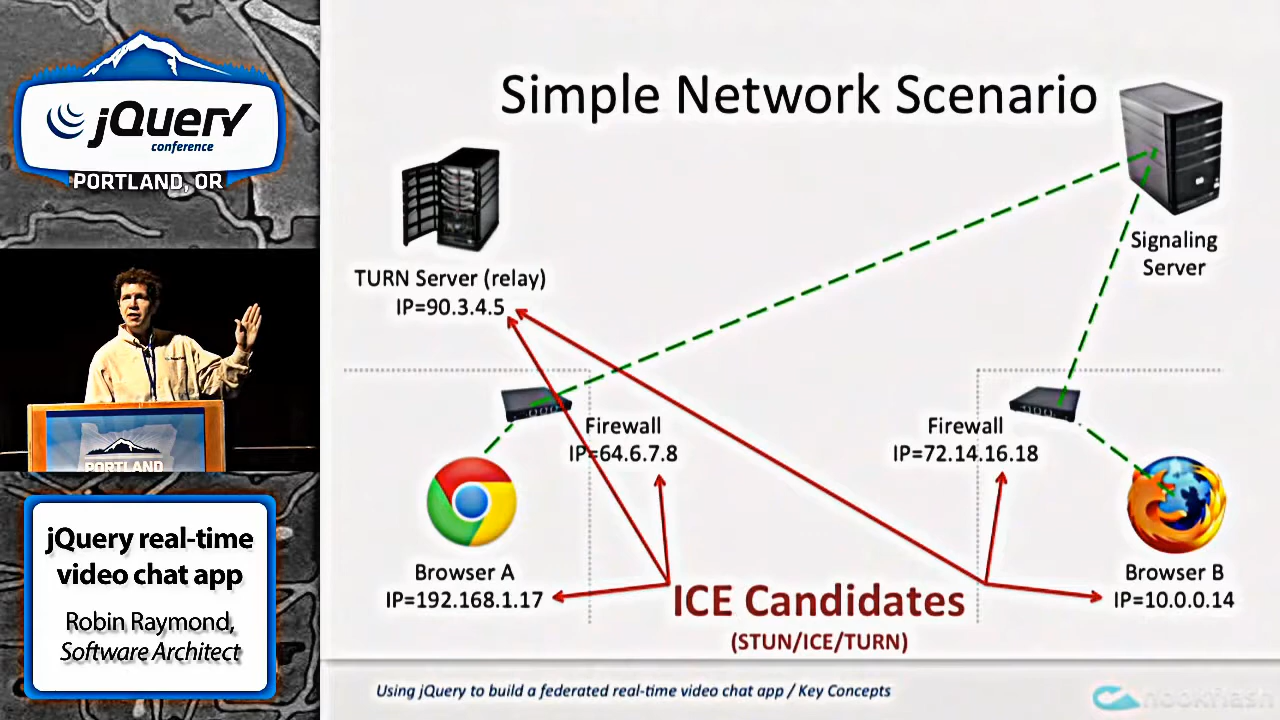 jQuery
conference
PORTLAND, OR
PORTLAND
jQuery real-time
video chat app
Robin Raymond,
Software Architect
Simple Network Scenario
TURN Server (relay)
IP=90.3.4.5
Signaling
Server
Firewall
IP=64.6.7.8
Firewall
IP=72.14.16.18
Browser A
IP=192.168.1.17
Browser B
IP=10.0.0.14
ICE Candidates
(STUN/ICE/TURN)
Using jQuery to build a federated real-time video chat app / Key Concepts
hookflash